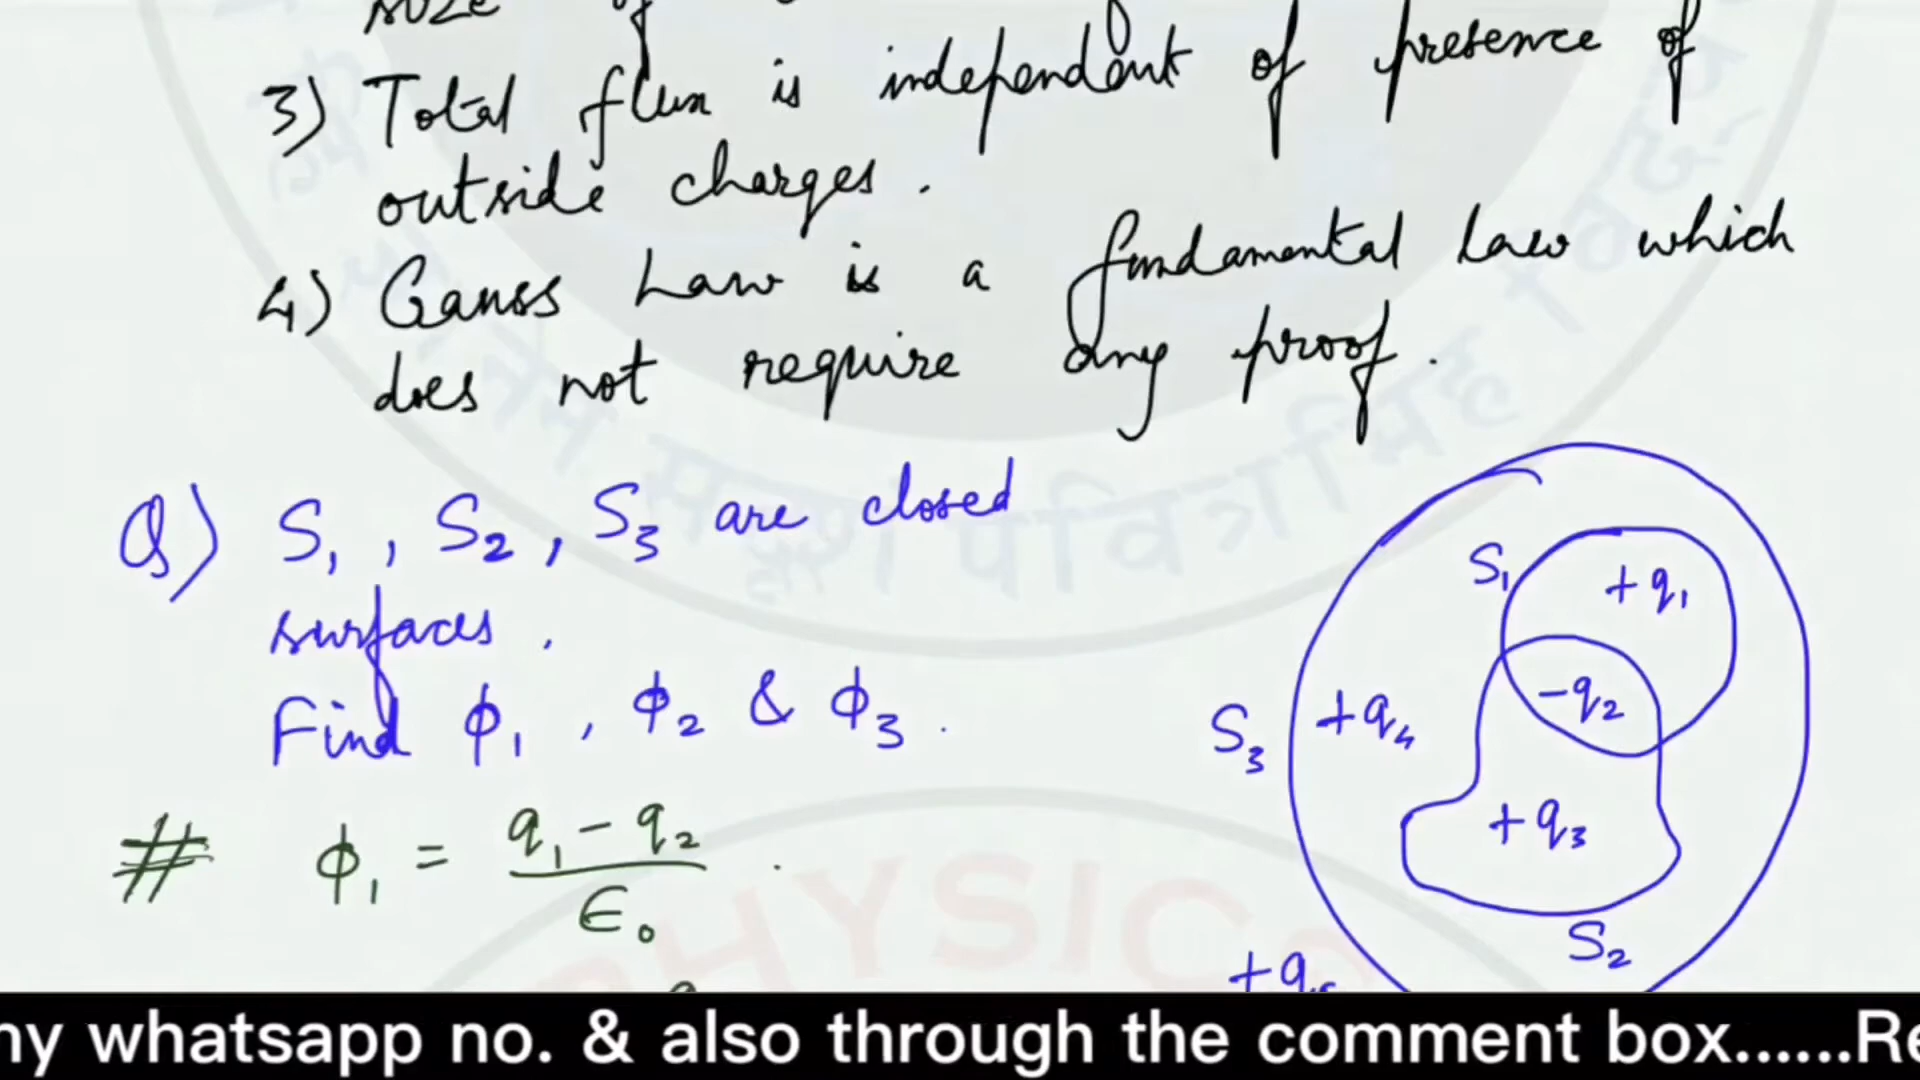 size of
3) Total flux is independent of presence of
outside charges.
4) Gauss Law is a fundamental law which
does not require any proof.
Q) S₁, S₂, S₃ are closed
surfaces.
Find ϕ₁, ϕ₂ & ϕ₃.
# ϕ₁ = (q₁ - q₂)/ϵ₀.
S₁
+q₁
-q₂
S₃
+q₄
+q₃
S₂
+q
PHYSICS
my whatsapp no. & also through the comment box......Re